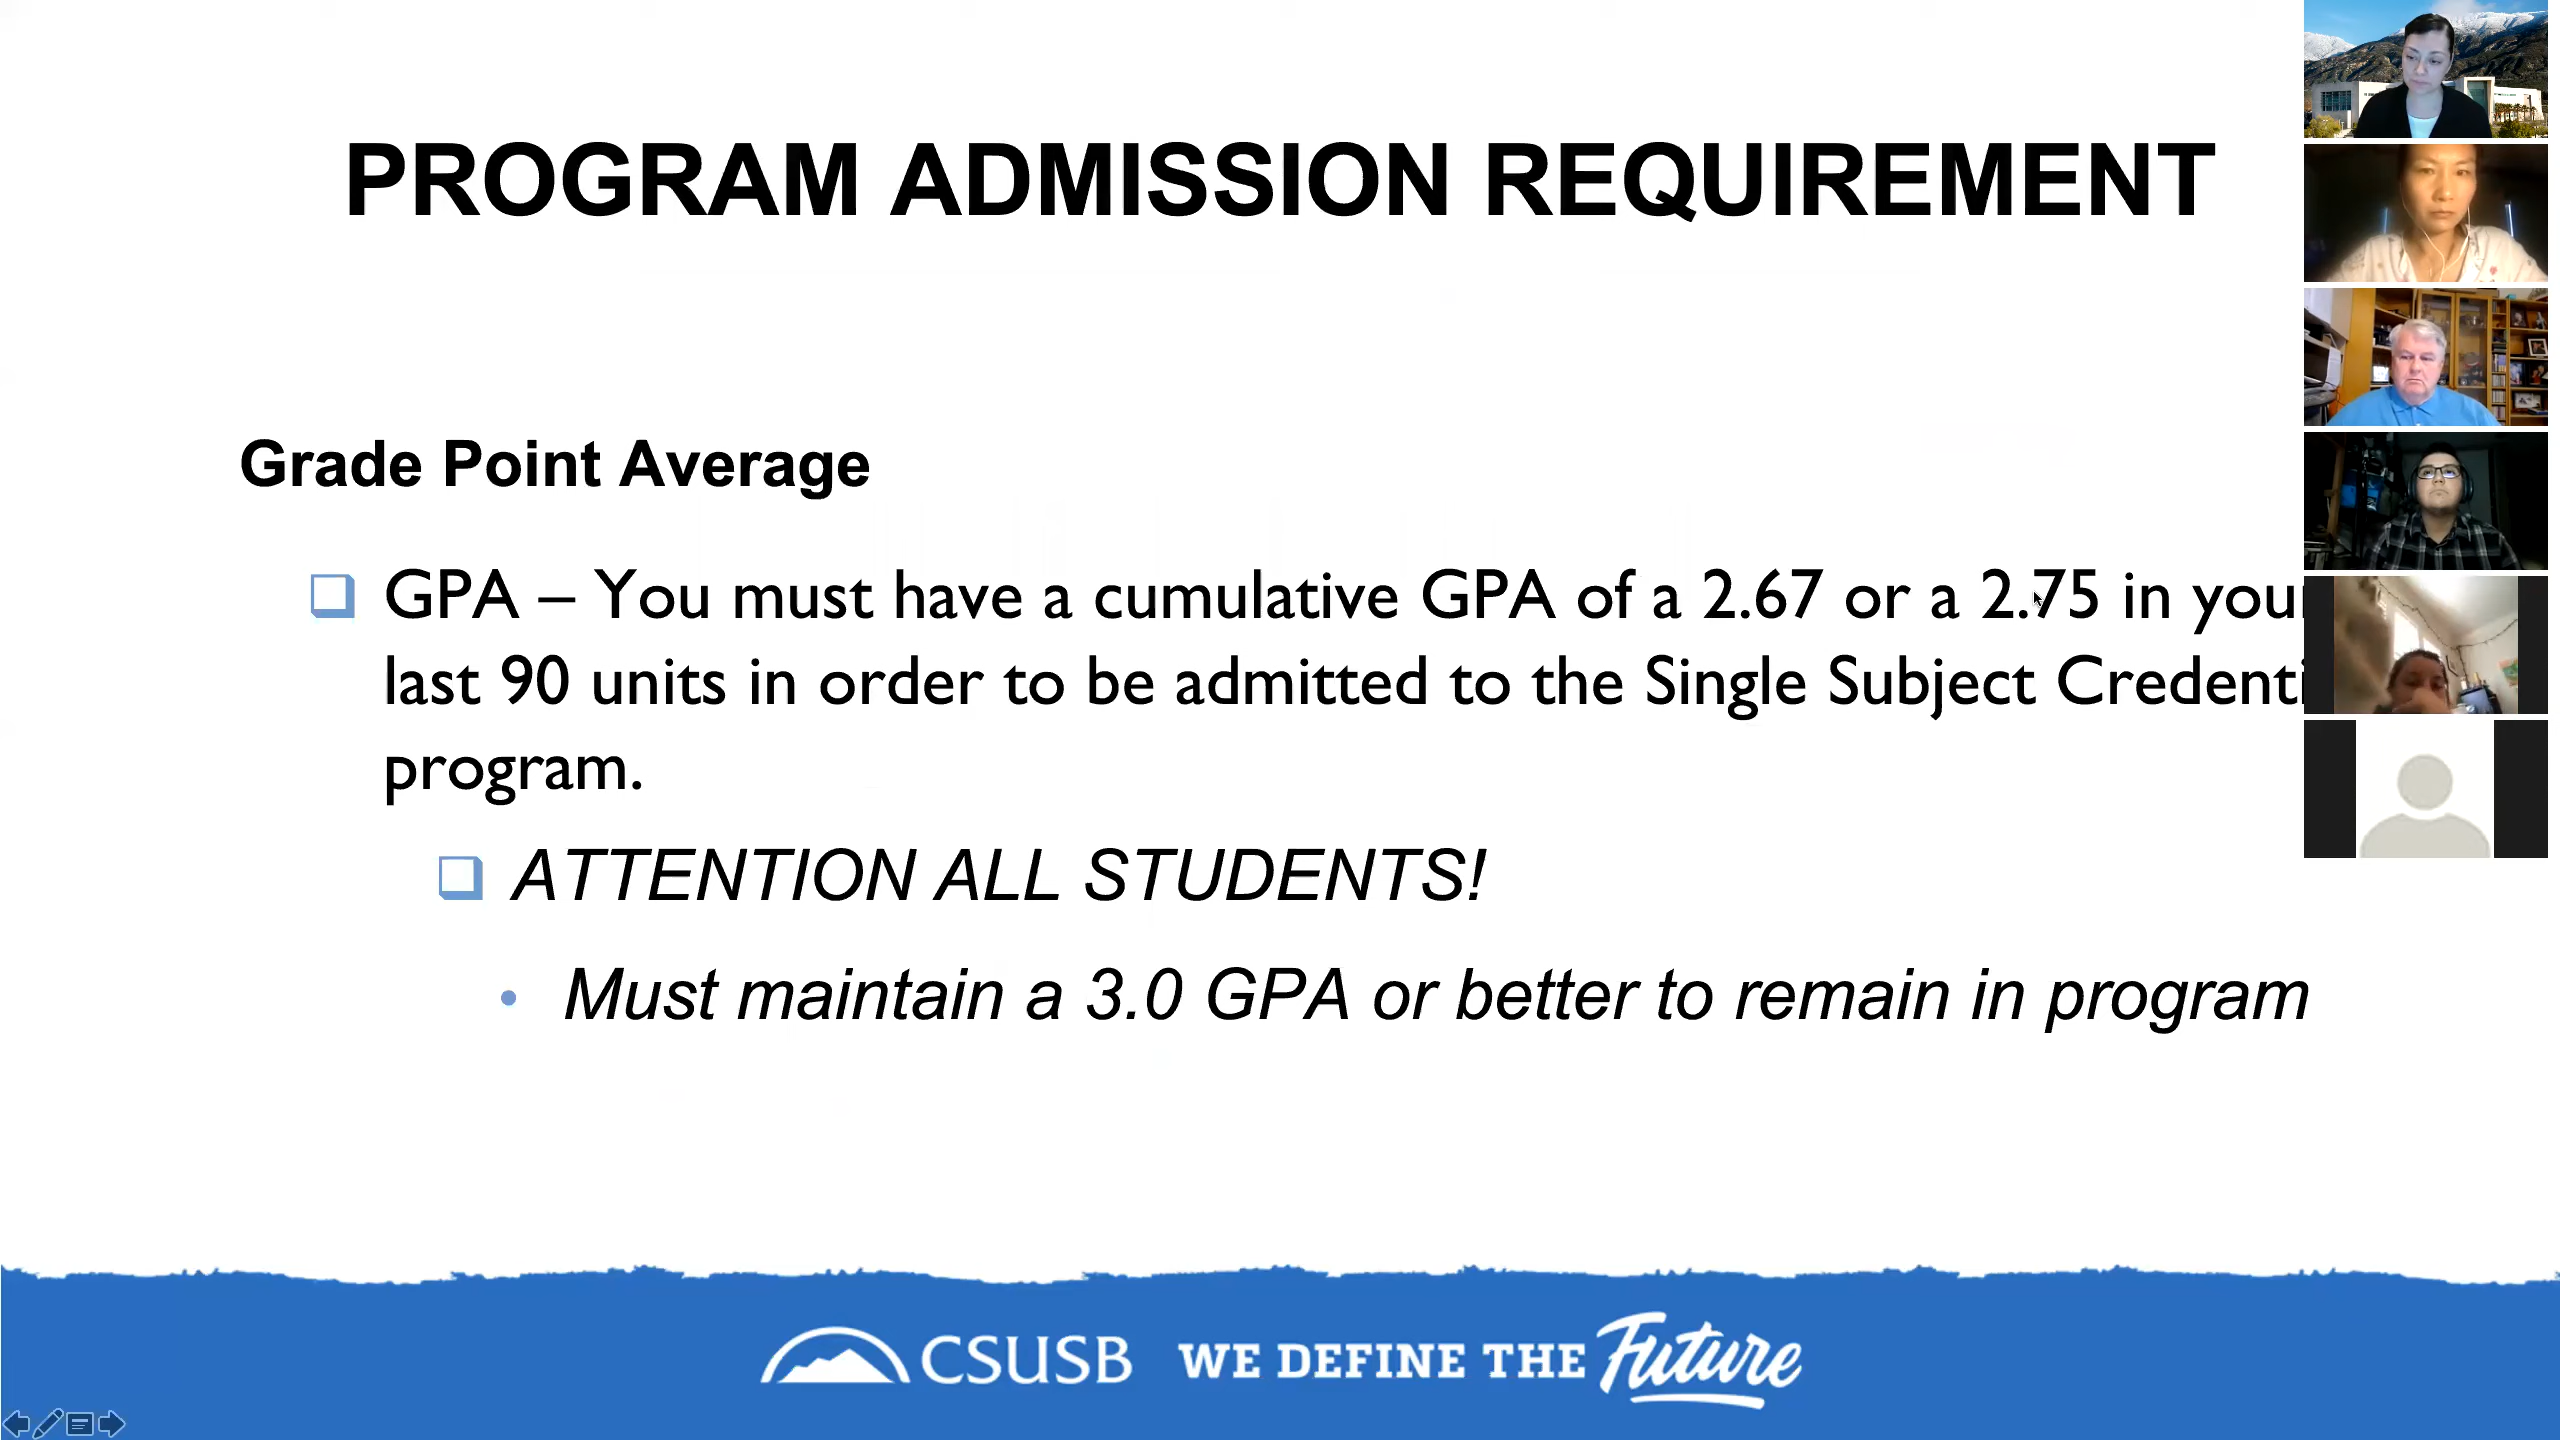 PROGRAM ADMISSION REQUIREMENT
Grade Point Average
GPA – You must have a cumulative GPA of a 2.67 or a 2.75 in your
last 90 units in order to be admitted to the Single Subject Credenti
program.
ATTENTION ALL STUDENTS!
• Must maintain a 3.0 GPA or better to remain in program
CSUSB WE DEFINE THE Future